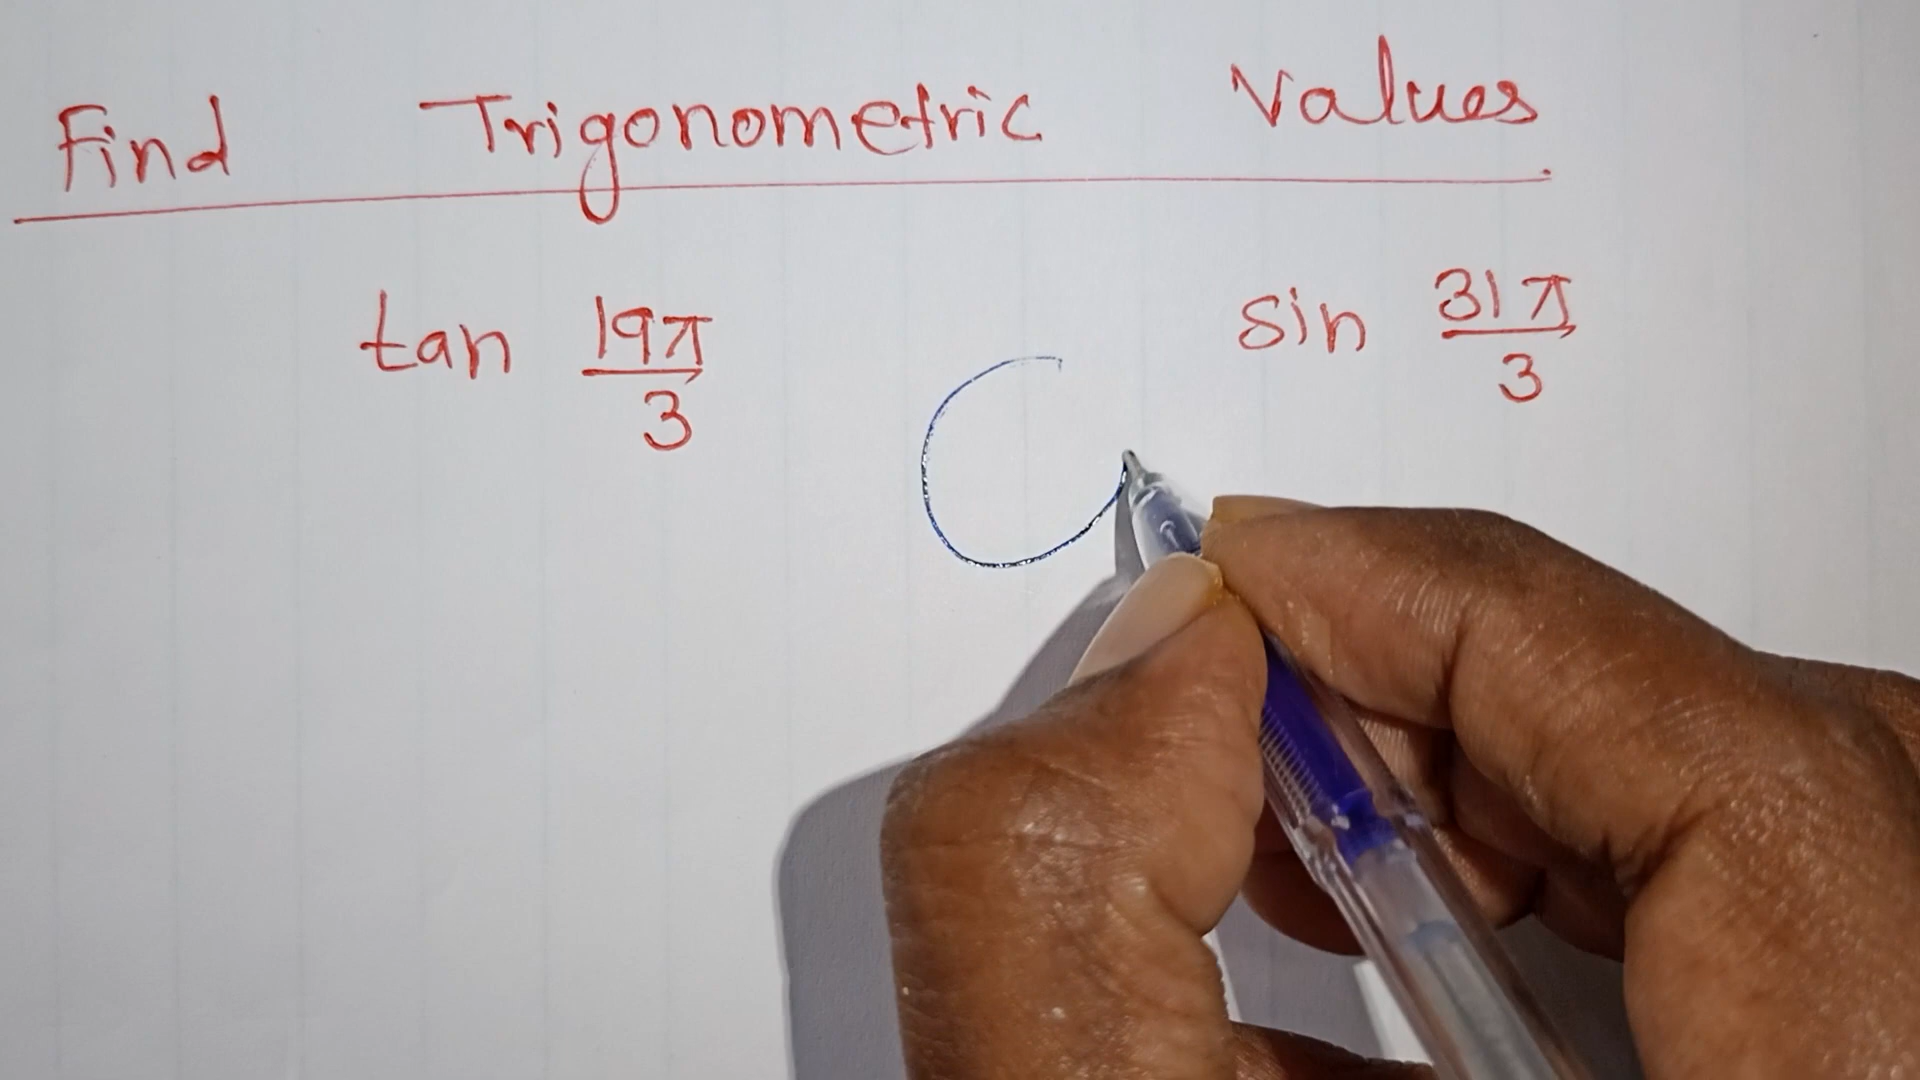 Find Trigonometric Values
tan 19π/3 sin 31π/3